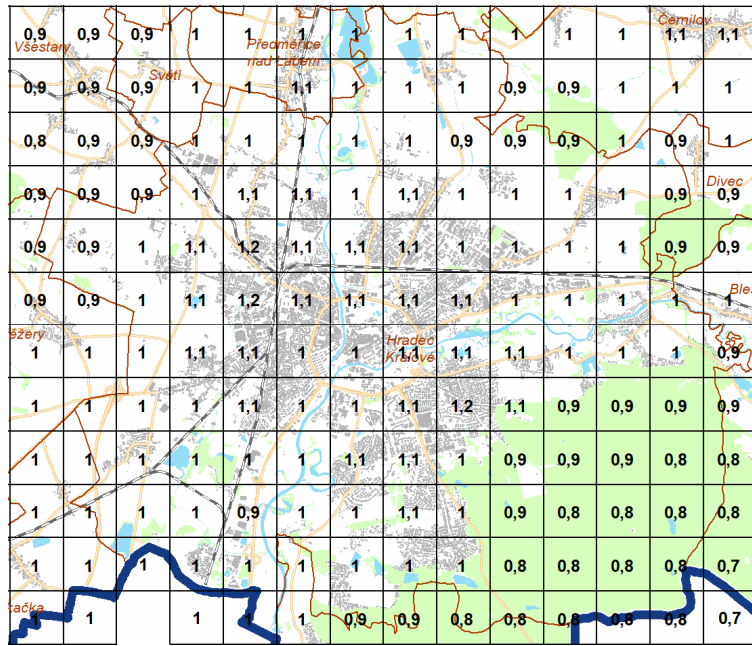 Černilov
0,9 0,9 0,9 1 1 1 1 1 1 1 1 1 1,1 1,1
Všestary
Předměřice
nad Labem
Světí
0,9 0,9 0,9 1 1 1,1 1 1 1 0,9 0,9 1 1 1
0,8 0,9 0,9 1 1 1 1 1 0,9 0,9 0,9 1 0,9 1
Divec
0,9 0,9 0,9 1 1,1 1,1 1 1,1 1 1 1 1 0,9 0,9
0,9 0,9 1 1,1 1,2 1,1 1,1 1,1 1 1 1 1 0,9 0,9
Ble
0,9 0,9 1 1,1 1,2 1,1 1,1 1,1 1,1 1 1 1 1 1
ěžery
Hradec
Králové
1 1 1 1,1 1,1 1 1 1,1 1,1 1,1 1 1 1 0,9
1 1 1 1 1,1 1 1 1,1 1,2 1,1 0,9 0,9 0,9 0,9
1 1 1 1 1 1 1,1 1,1 1 0,9 0,9 0,9 0,8 0,8
1 1 1 1 0,9 1 1 1,1 1 0,9 0,8 0,8 0,8 0,8
1 1 1 1 1 1 1 1 1 0,8 0,8 0,8 0,8 0,7
kačka
1 1 1 1 1 0,9 0,9 0,8 0,8 0,8 0,8 0,8 0,7